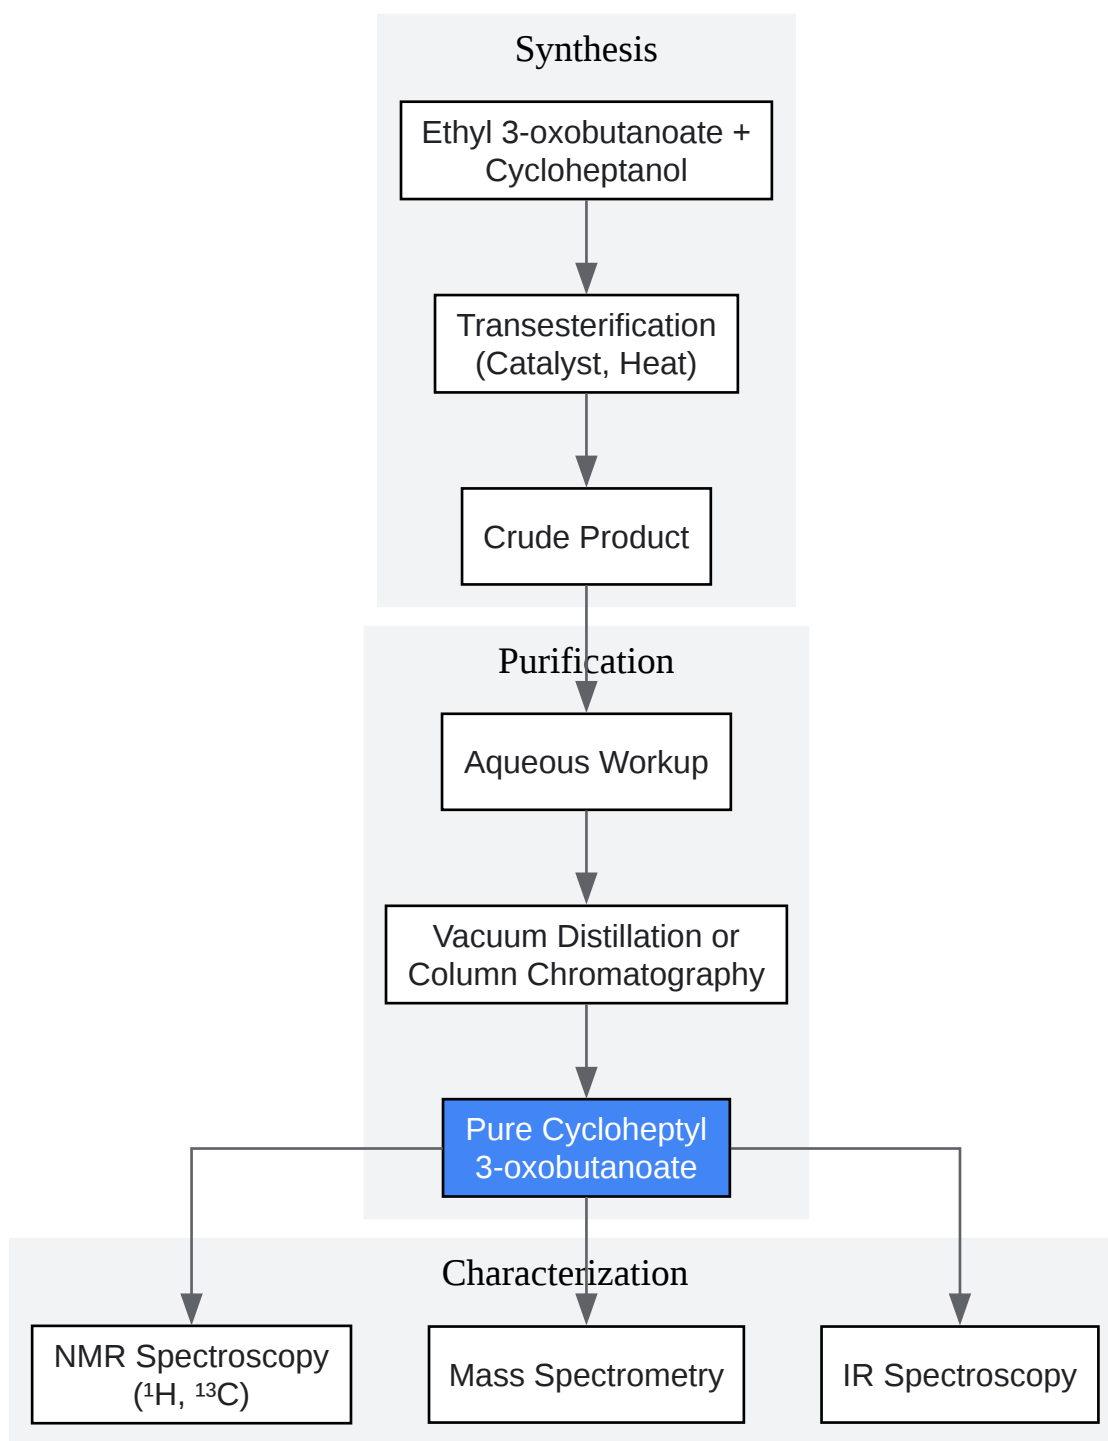 Synthesis
Ethyl 3-oxobutanoate +
Cycloheptanol
Transesterification
(Catalyst, Heat)
Crude Product
Purification
Aqueous Workup
Vacuum Distillation or
Column Chromatography
Pure Cycloheptyl
3-oxobutanoate
Characterization
NMR Spectroscopy
(¹H, ¹³C)
Mass Spectrometry
IR Spectroscopy